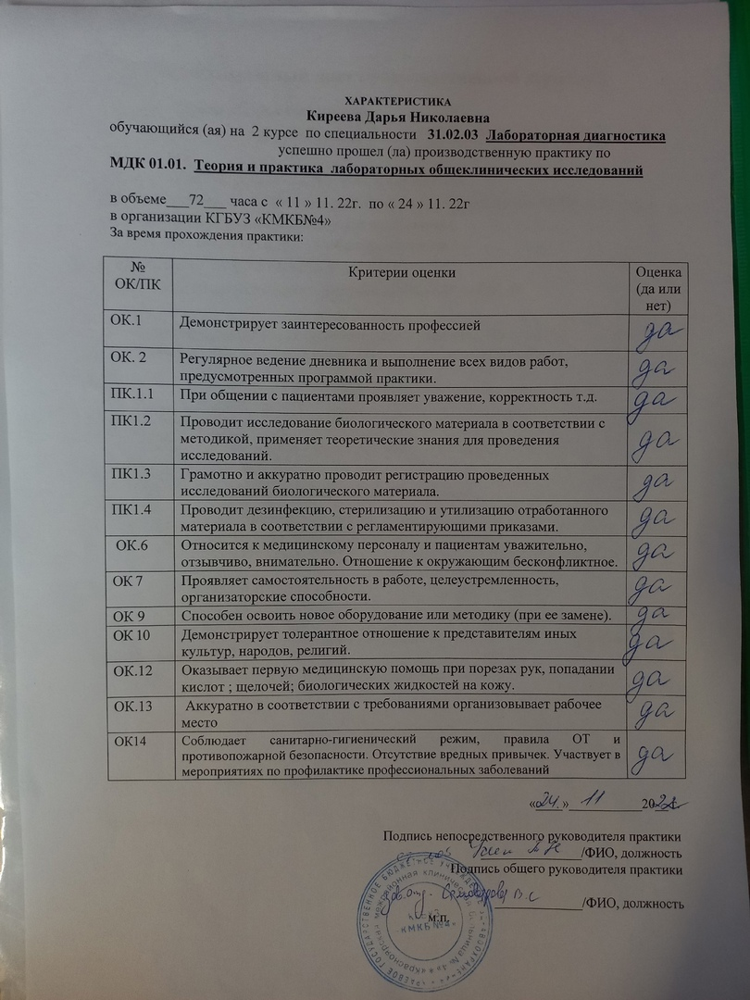 ХАРАКТЕРИСТИКА
Киреева Дарья Николаевна
обучающийся (ая) на 2 курсе по специальности 31.02.03 Лабораторная диагностика
успешно прошел (ла) производственную практику по
МДК 01.01. Теория и практика лабораторных общеклинических исследований
в объеме___72___ часа с « 11 » 11. 22г. по « 24 » 11. 22г
в организации КГБУЗ «КМКБ№4»
За время прохождения практики:
№
ОК/ПК
Критерии оценки
Оценка
(да или
нет)
ОК.1 Демонстрирует заинтересованность профессией да
ОК. 2 Регулярное ведение дневника и выполнение всех видов работ,
предусмотренных программой практики. да
ПК.1.1 При общении с пациентами проявляет уважение, корректность т.д. да
ПК1.2 Проводит исследование биологического материала в соответствии с
методикой, применяет теоретические знания для проведения да
исследований.
ПК1.3 Грамотно и аккуратно проводит регистрацию проведенных
исследований биологического материала. да
ПК1.4 Проводит дезинфекцию, стерилизацию и утилизацию отработанного
материала в соответствии с регламентирующими приказами. да
ОК.6 Относится к медицинскому персоналу и пациентам уважительно,
отзывчиво, внимательно. Отношение к окружающим бесконфликтное. да
ОК 7 Проявляет самостоятельность в работе, целеустремленность,
организаторские способности. да
ОК 9 Способен освоить новое оборудование или методику (при ее замене). да
ОК 10 Демонстрирует толерантное отношение к представителям иных
культур, народов, религий. да
ОК.12 Оказывает первую медицинскую помощь при порезах рук, попадании
кислот ; щелочей; биологических жидкостей на кожу. да
ОК.13 Аккуратно в соответствии с требованиями организовывает рабочее
место да
ОК14 Соблюдает санитарно-гигиенический режим, правила ОТ и
противопожарной безопасности. Отсутствие вредных привычек. Участвует в да
мероприятиях по профилактике профессиональных заболеваний
«24» 11 20
Подпись непосредственного руководителя практики
/ФИО, должность
Подпись общего руководителя практики
/ФИО, должность
м.п.
КМКБ №4